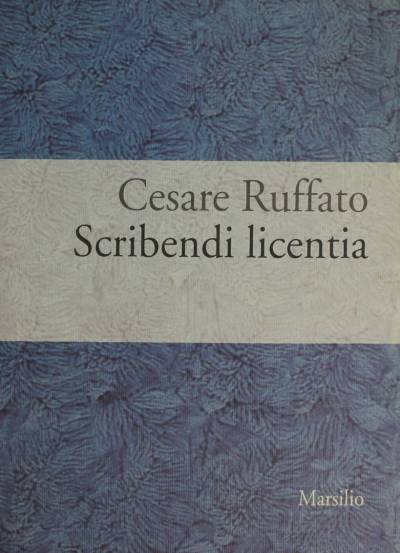 Cesare Ruffato
Scribendi licentia
Marsilio